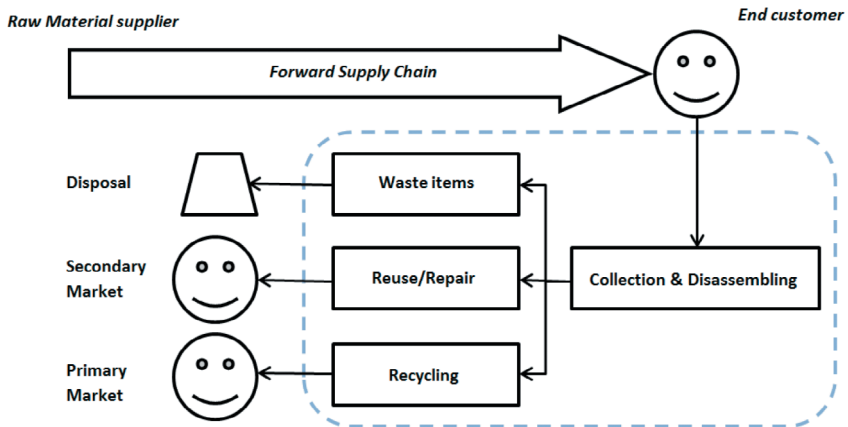 Raw Material supplier
End customer
Forward Supply Chain
Disposal
Waste items
Secondary
Market
Reuse/Repair
Collection & Disassembling
Primary
Market
Recycling